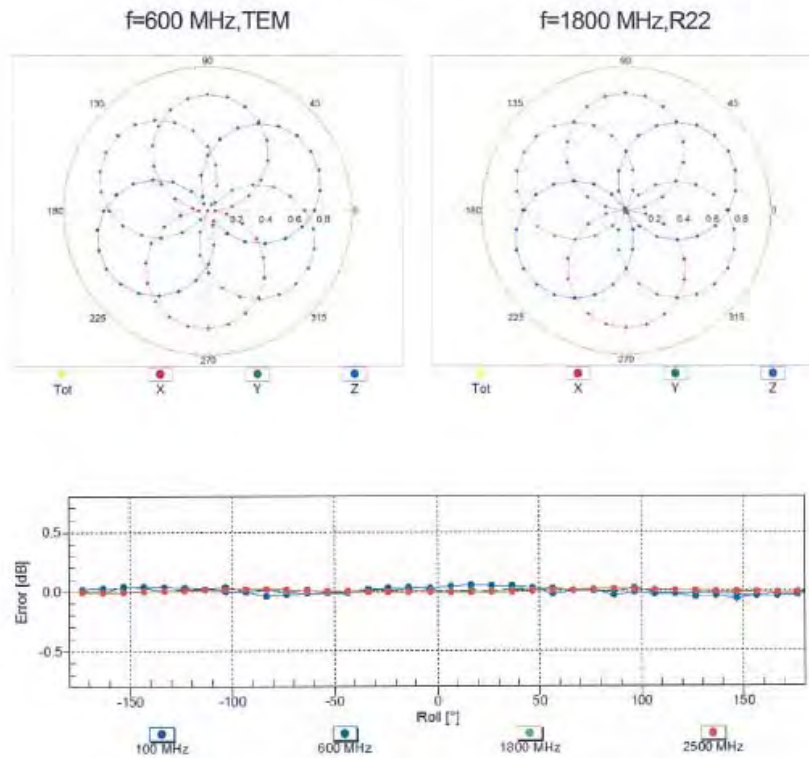 f=600 MHz,TEM
f=1800 MHz,R22
90
135
45
180
0.2 0.4 0.6 0.8
0
225
315
270
Tot X Y Z
90
135
45
180
0.2 0.4 0.6 0.8
0
225
315
270
Tot X Y Z
Error [dB]
0.5
0.0
-0.5
-150 -100 -50 0 50 100 150
Roll [°]
100 MHz 600 MHz 1800 MHz 2500 MHz